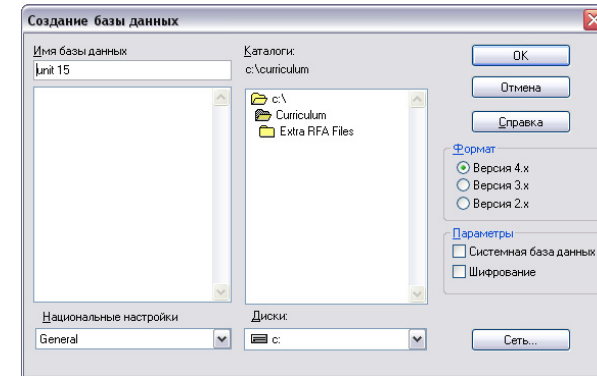 Создание базы данных
Имя базы данных
unit 15
Каталоги:
c:\curriculum
c:\
Curriculum
Extra RFA Files
OK
Отмена
Справка
Формат
Версия 4.x
Версия 3.x
Версия 2.x
Параметры
Системная база данных
Шифрование
Национальные настройки
General
Диски:
c:
Сеть...